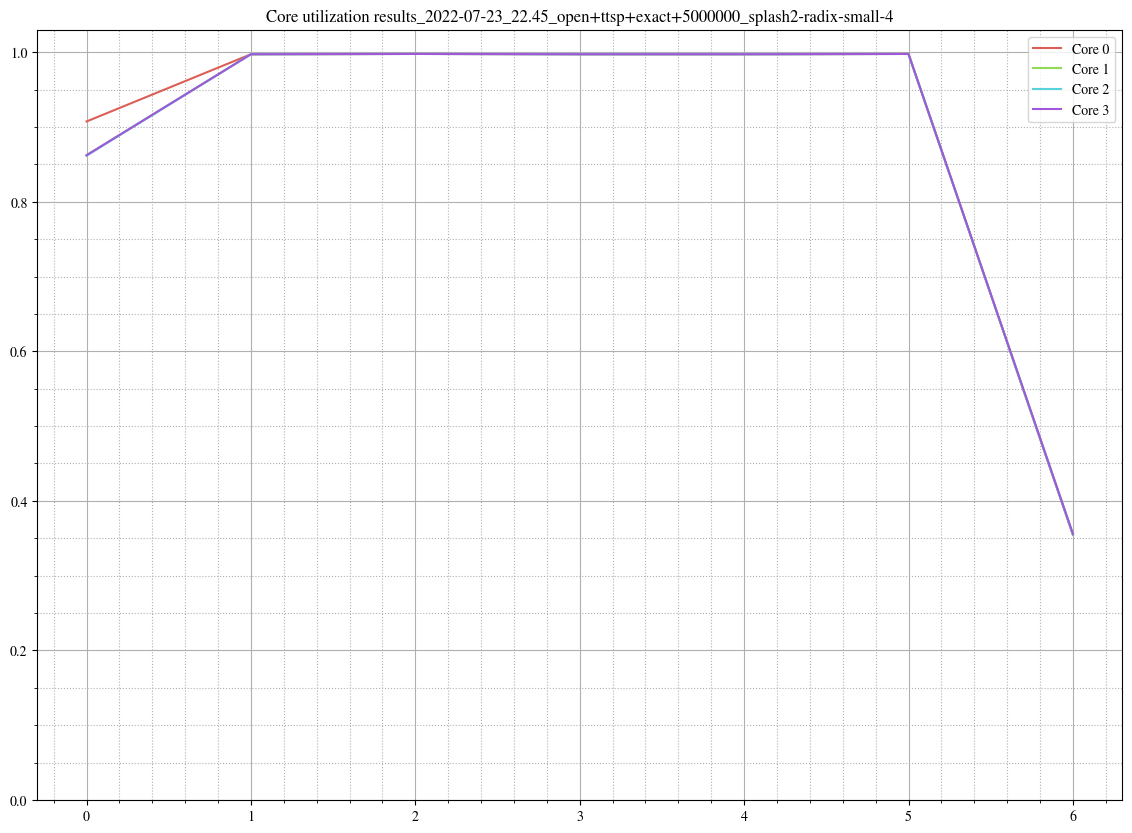 Core utilization results_2022-07-23_22.45_open+ttsp+exact+5000000_splash2-radix-small-4
Core 0
Core 1
Core 2
Core 3
1.0
0.8
0.6
0.4
0.2
0.0
0 1 2 3 4 5 6